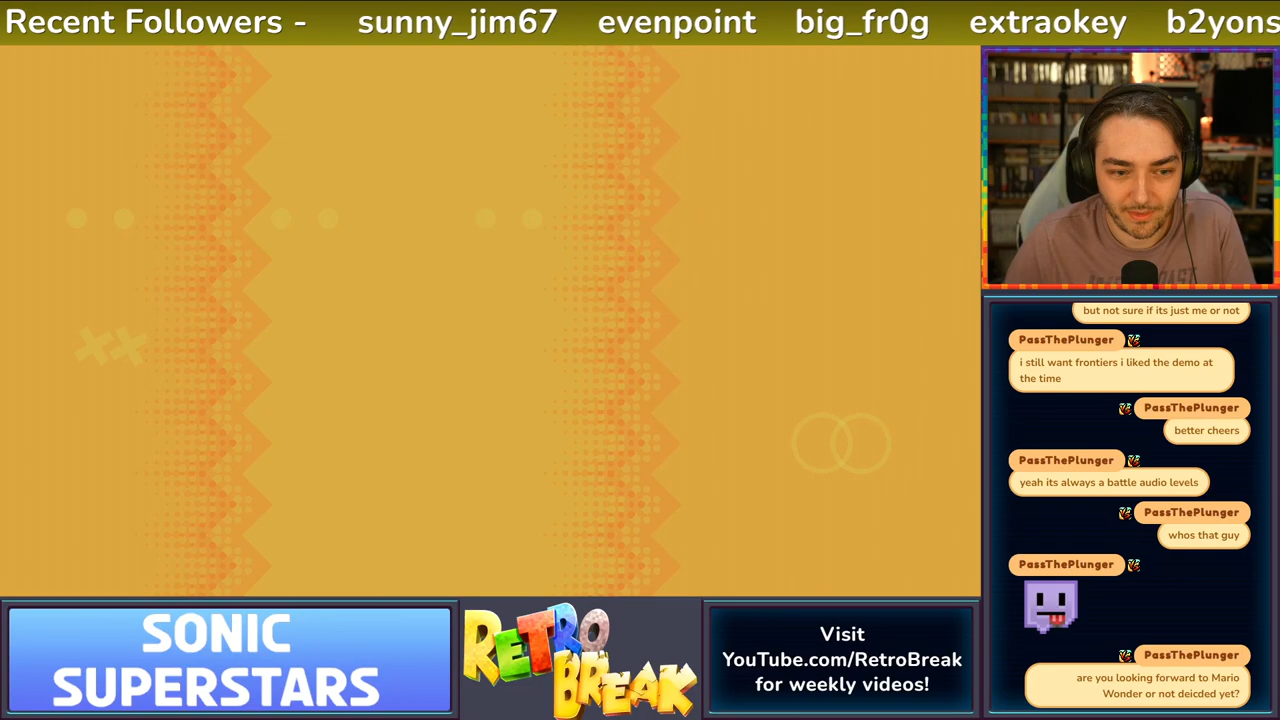 Recent Followers - sunny_jim67 evenpoint big_fr0g extraokey b2yons
but not sure if its just me or not
PassThePlunger
i still want frontiers i liked the demo at
the time
PassThePlunger
better cheers
PassThePlunger
yeah its always a battle audio levels
PassThePlunger
whos that guy
PassThePlunger
PassThePlunger
are you looking forward to Mario
Wonder or not deicded yet?
SONIC
SUPERSTARS
RETRO
BREAK
Visit
YouTube.com/RetroBreak
for weekly videos!